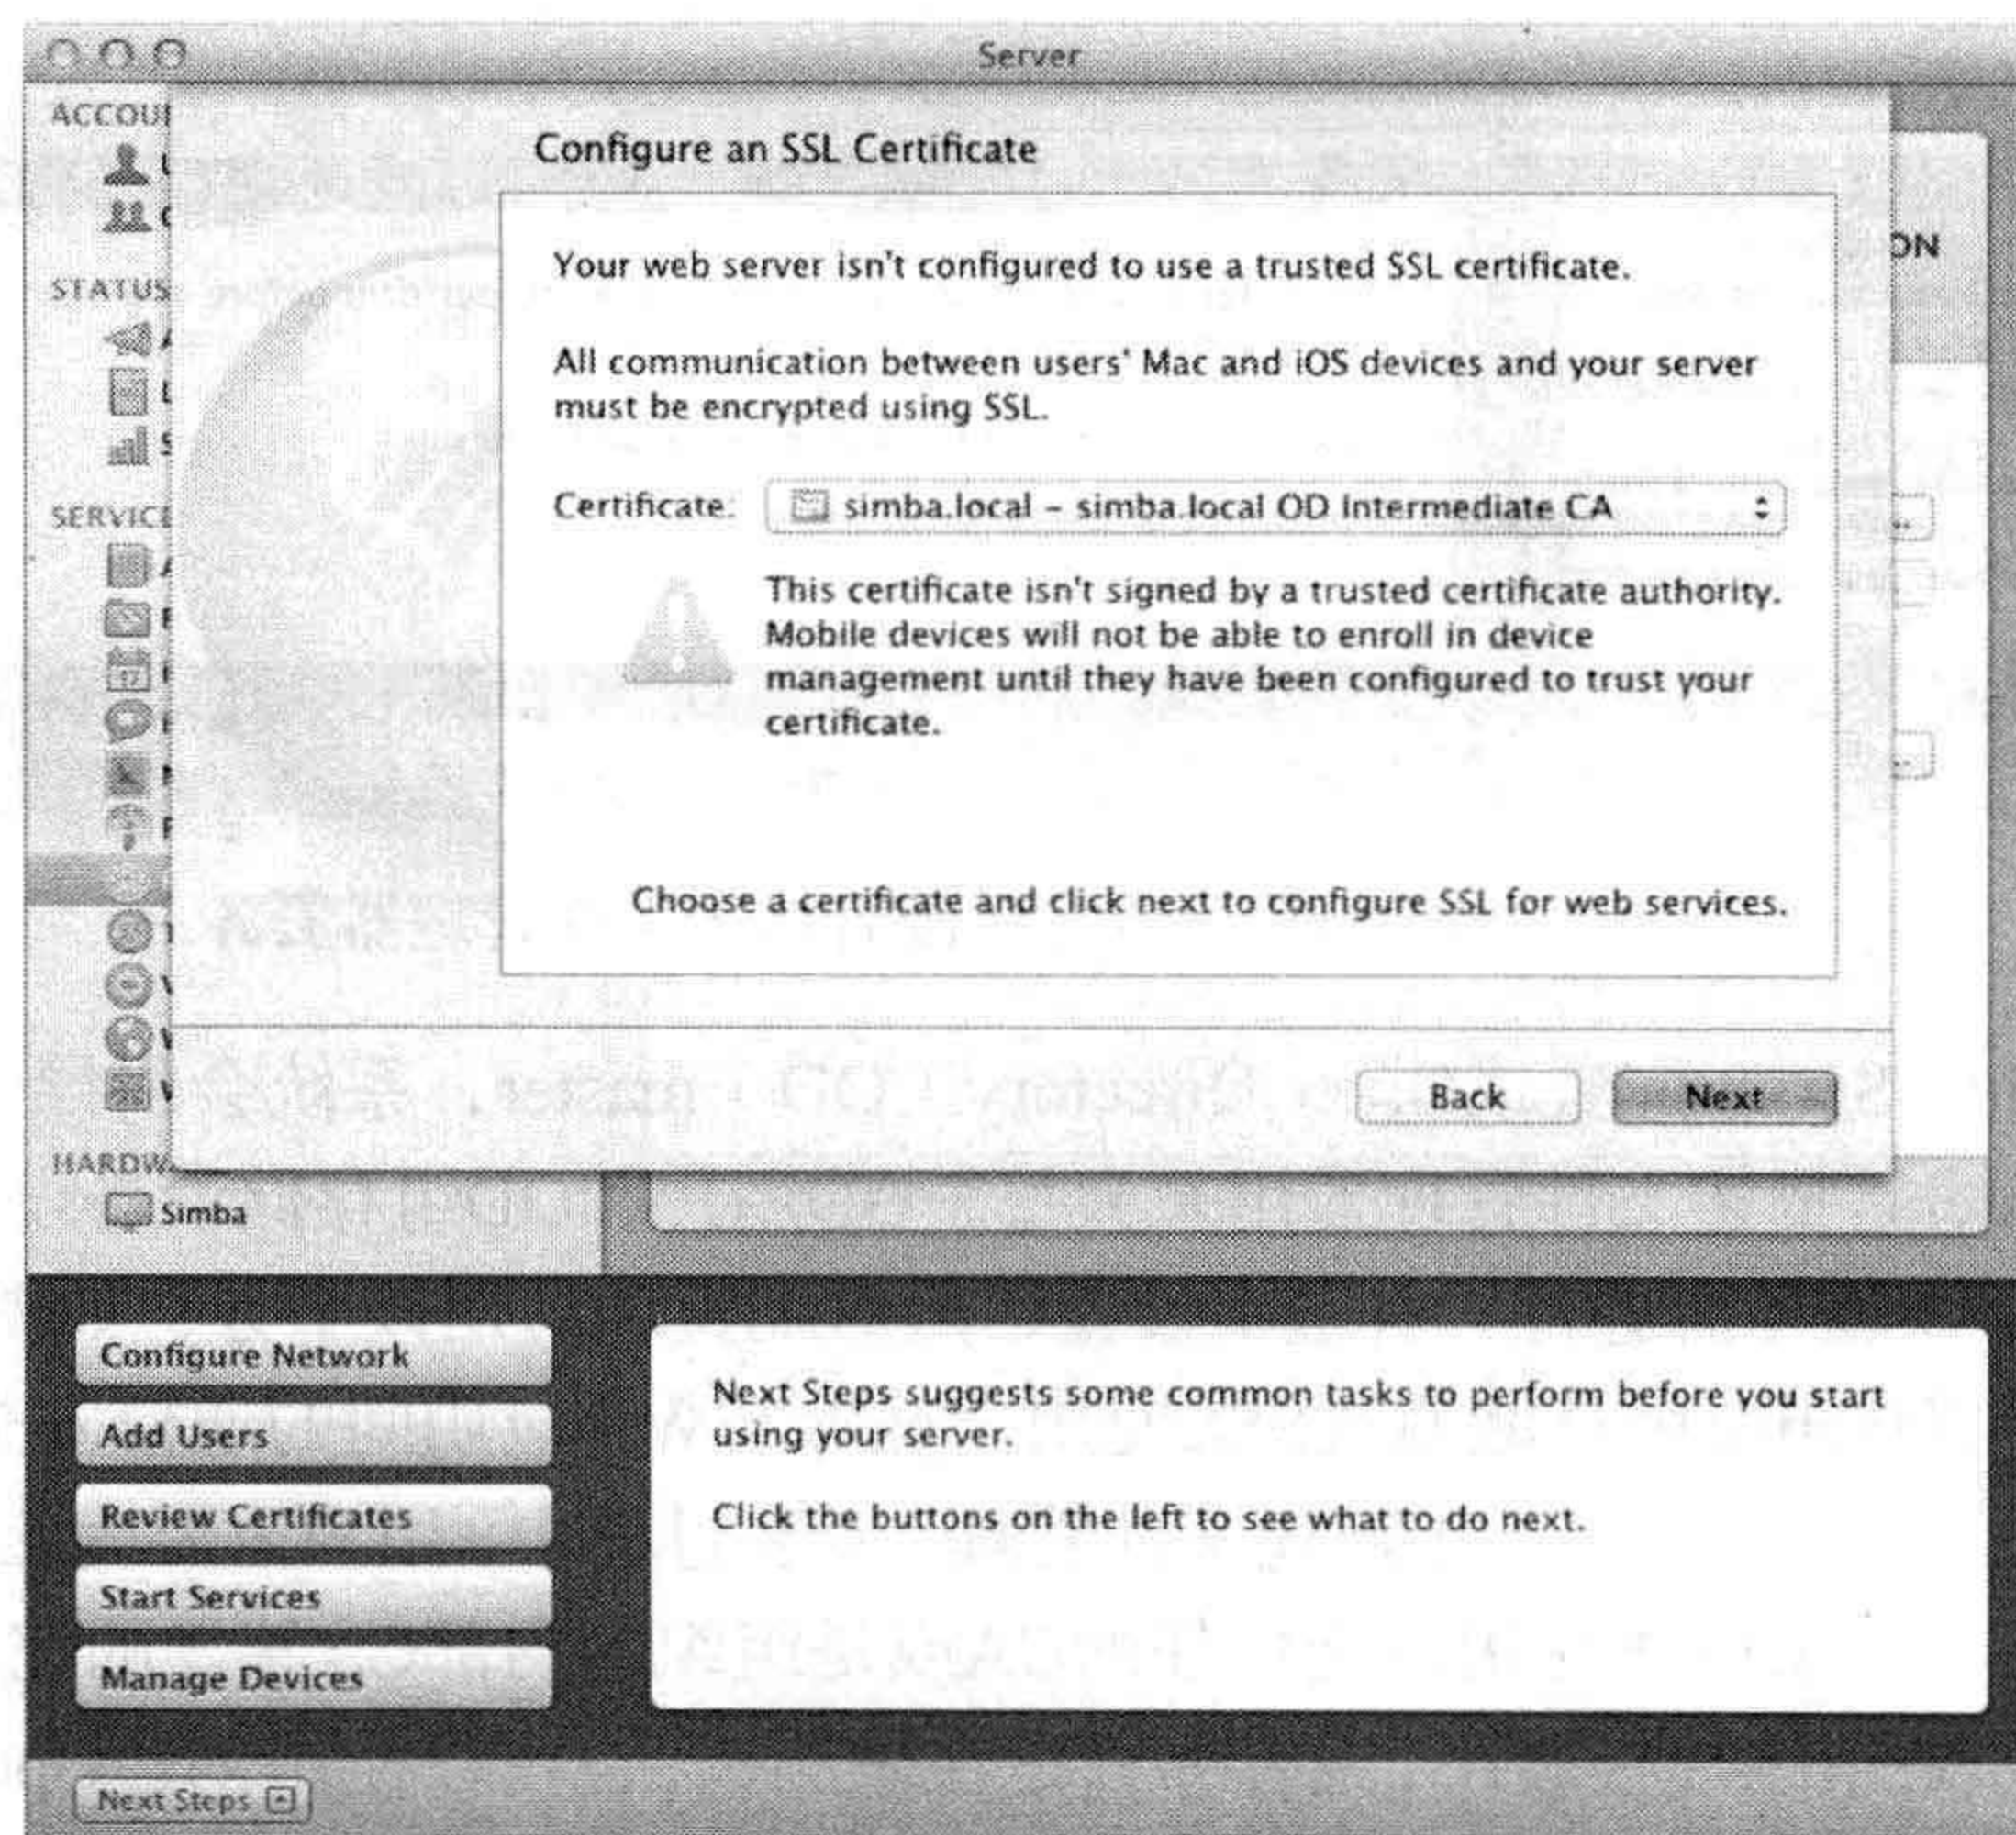 Server
Configure an SSL Certificate
Your web server isn't configured to use a trusted SSL certificate.
All communication between users' Mac and iOS devices and your server
must be encrypted using SSL.
Certificate: simba.local – simba.local OD Intermediate CA
This certificate isn't signed by a trusted certificate authority.
Mobile devices will not be able to enroll in device
management until they have been configured to trust your
certificate.
Choose a certificate and click next to configure SSL for web services.
Back Next
ACCOU
STATUS
SERVICE
HARDW
Simba
ON
Configure Network
Add Users
Review Certificates
Start Services
Manage Devices
Next Steps suggests some common tasks to perform before you start
using your server.
Click the buttons on the left to see what to do next.
Next Steps